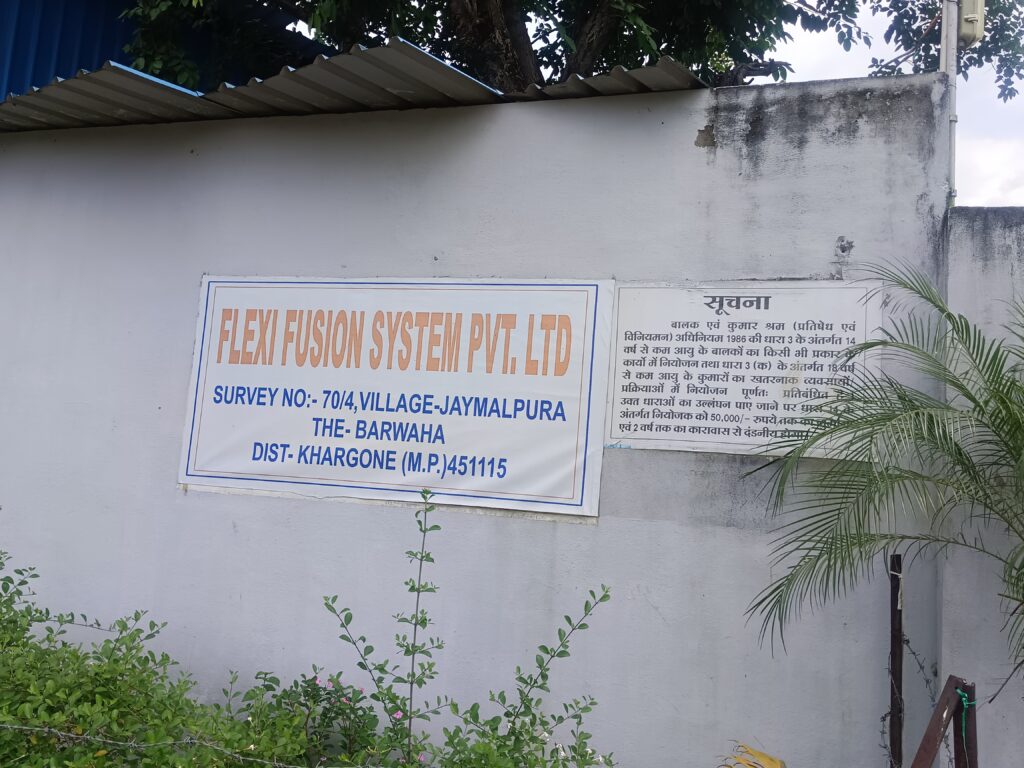 FLEXI FUSION SYSTEM PVT. LTD
SURVEY NO:- 70/4, VILLAGE-JAYMALPURA
THE- BARWAHA
DIST- KHARGONE (M.P.)451115
सूचना
बालक एवं कुमार श्रम (प्रतिषेध एवं
विनियमन) अधिनियम 1986 की धारा 3 के अंतर्गत 14
वर्ष से कम आयु के बालकों का किसी भी प्रकार के
कार्यो में नियोजन तथा धारा 3 (क) के अंतर्गत 18 वर्ष
से कम आयु के कुमारों का खतरनाक व्यवसायों
प्रक्रियाओं में नियोजन पूर्णतः प्रतिबंधित
उक्त धाराओं का उल्लंघन पाए जाने पर धारा
अंतर्गत नियोजक को 50,000/- रुपये तक का
एवं 2 वर्ष तक का कारावास से दंडनीय